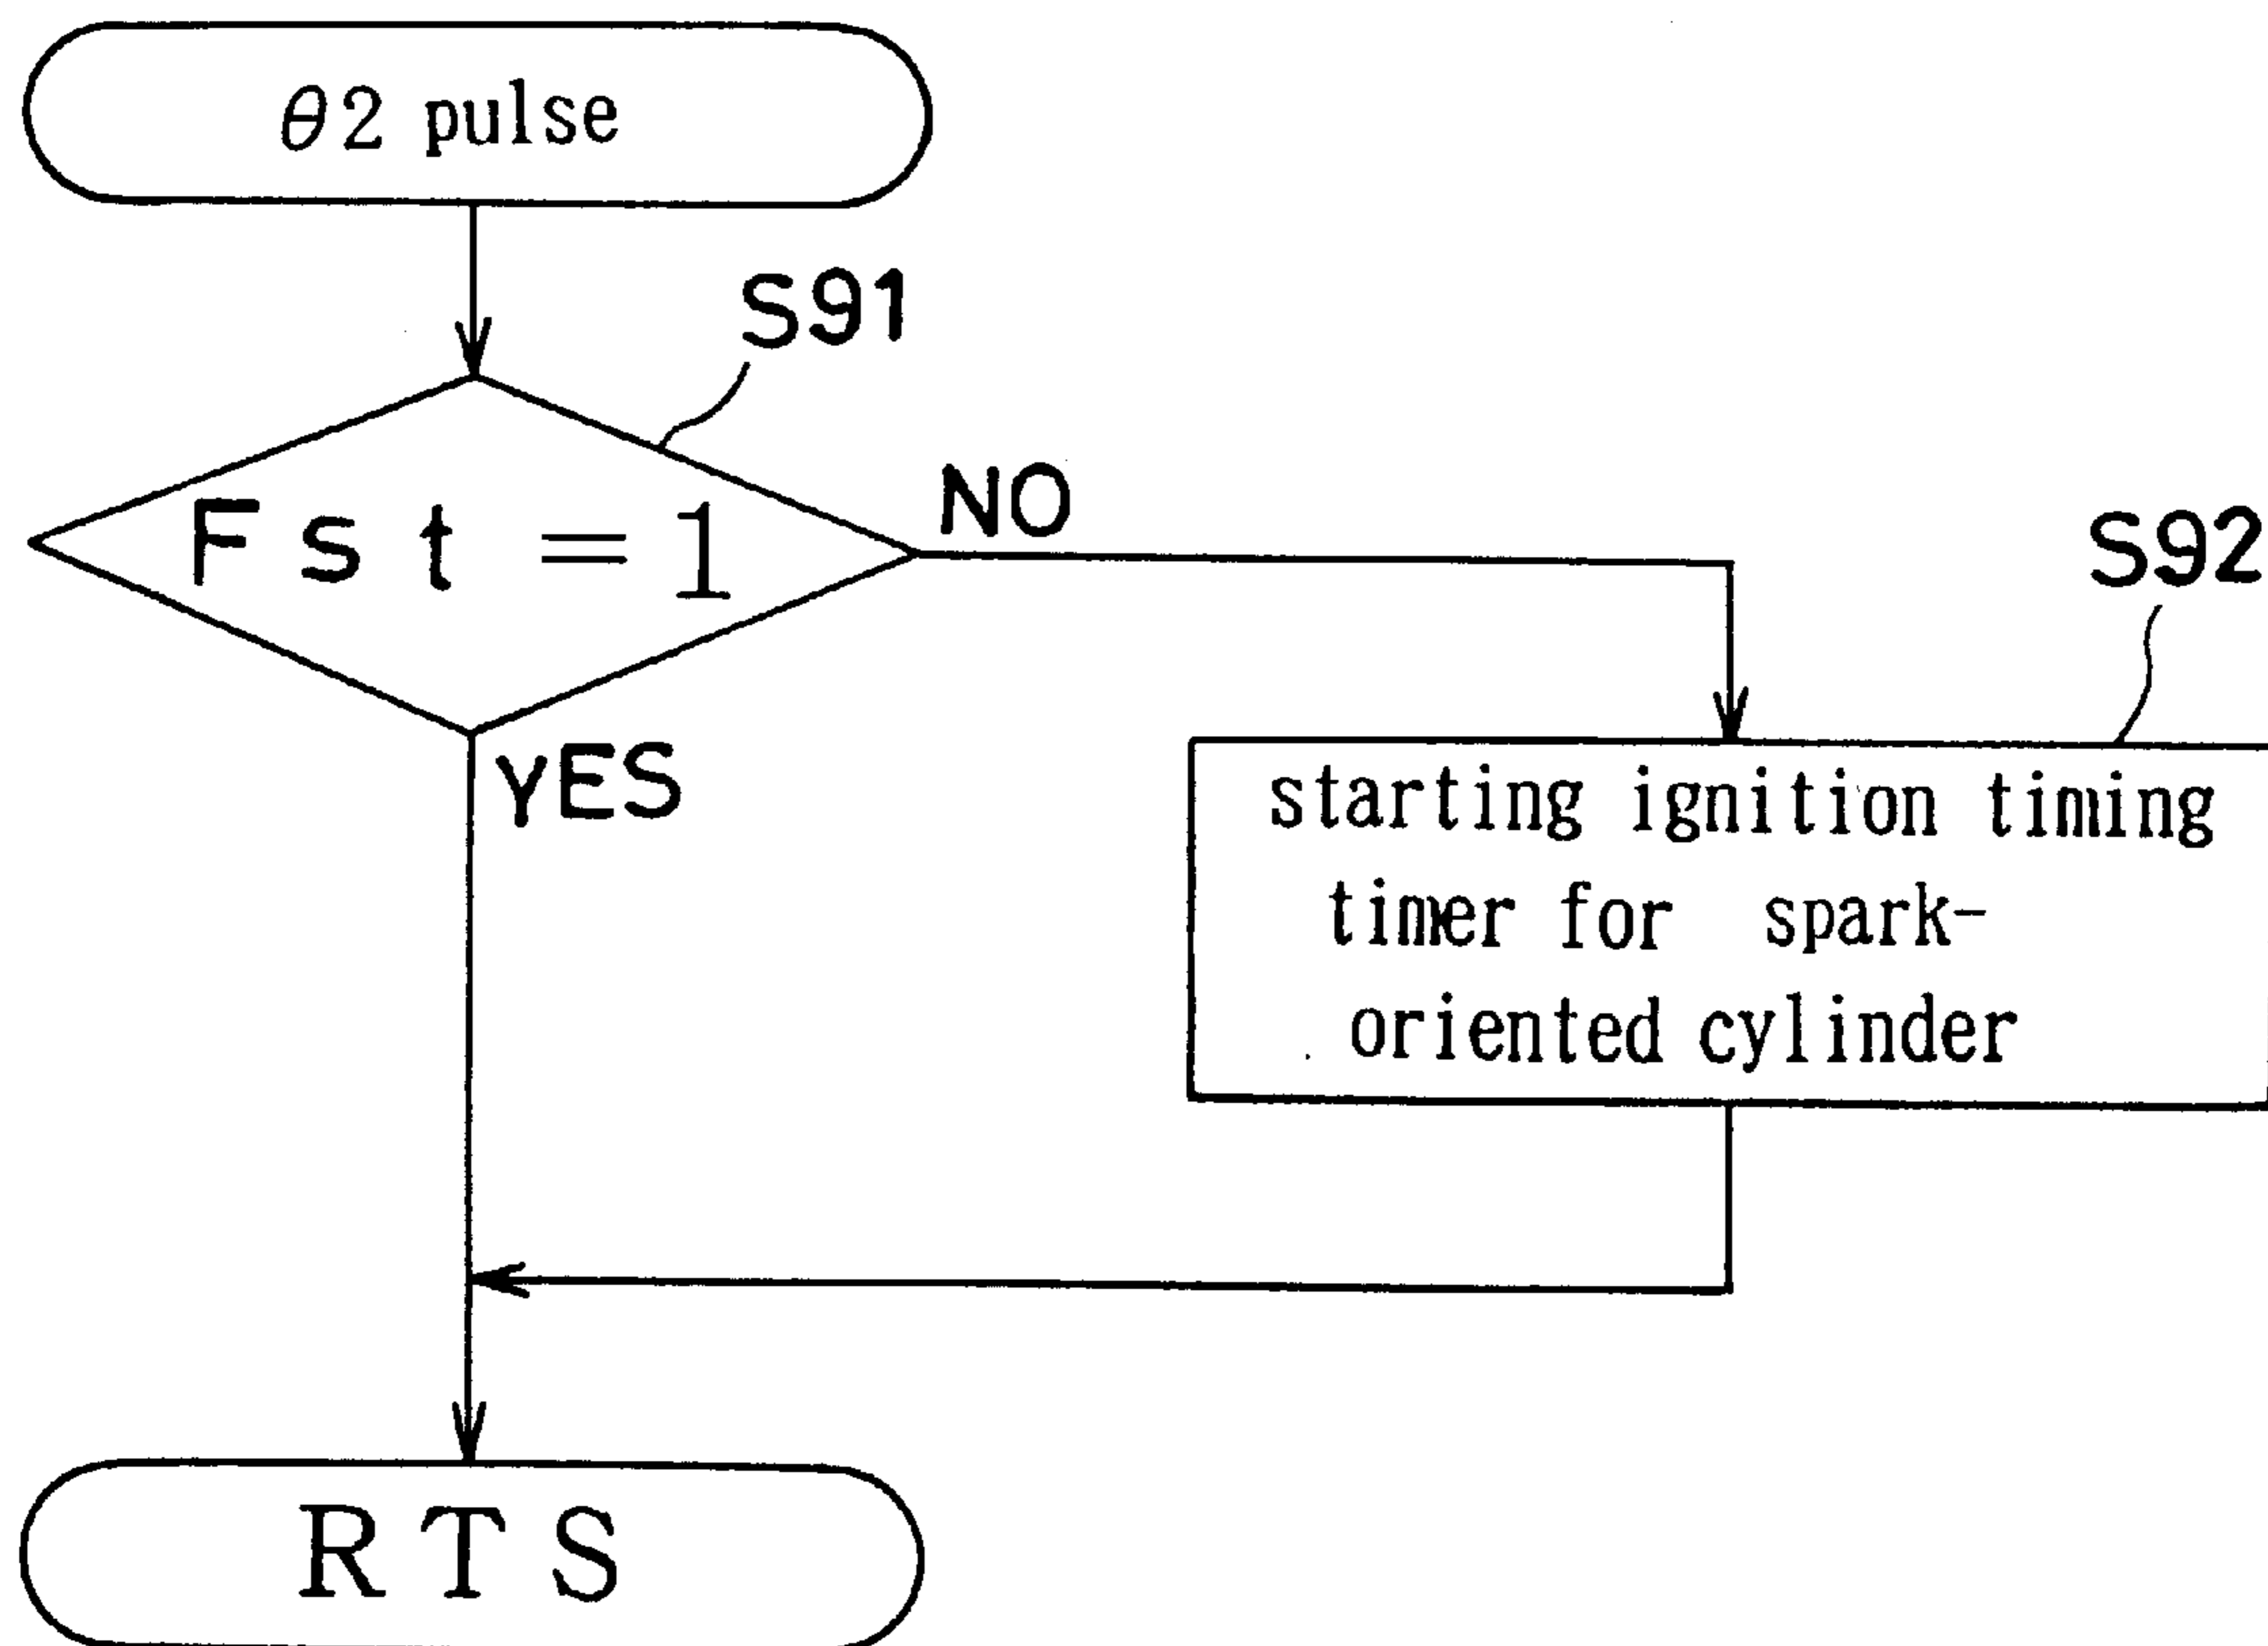 θ2 pulse
S91
Fst=1
NO
S92
YES
starting ignition timing
timer for spark-
oriented cylinder
RTS